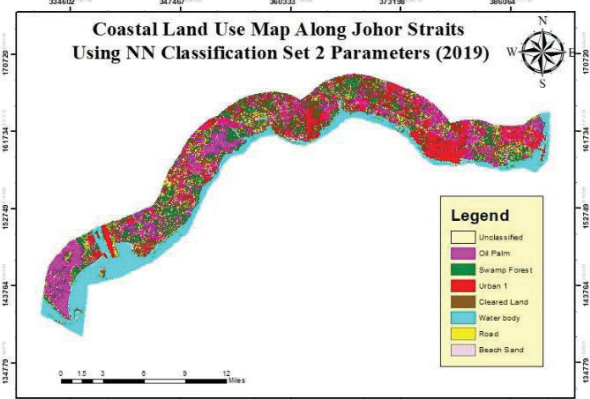 334602 347467 360333 373198 386064
Coastal Land Use Map Along Johor Straits
Using NN Classification Set 2 Parameters (2019)
N
W E
S
170720 170720
161734 161734
152749 152749
143764 143764
134779 134779
Legend
Unclassified
Oil Palm
Swamp Forest
Urban 1
Cleared Land
Water body
Road
Beach Sand
0 1.5 3 6 9 12
Miles